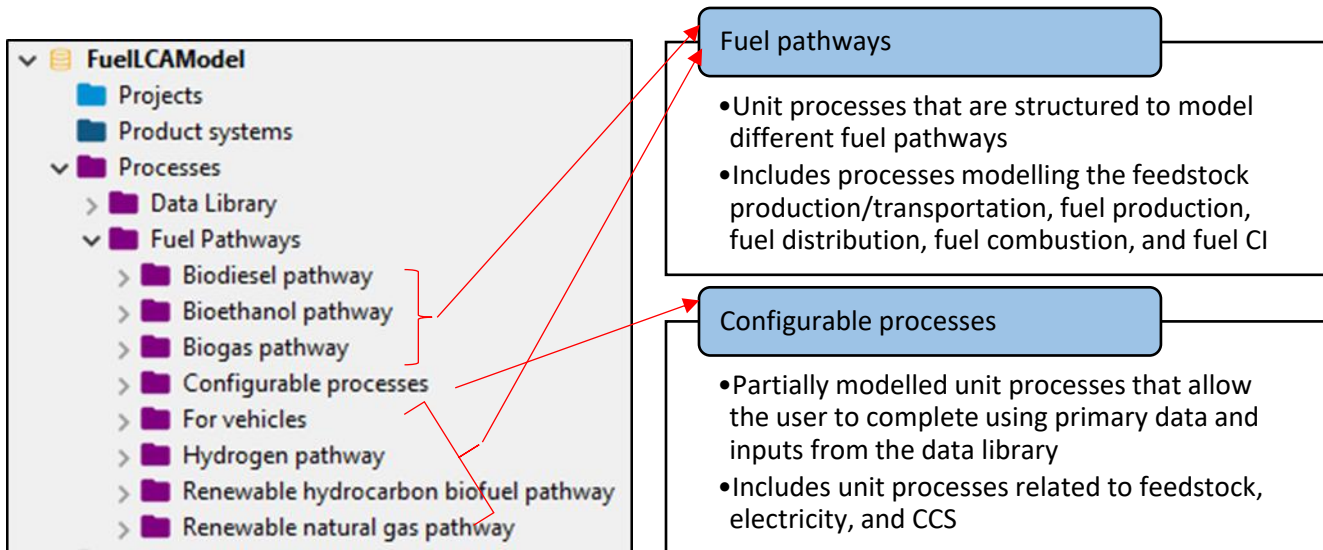 FuelLCAModel
Projects
Product systems
Processes
Data Library
Fuel Pathways
Biodiesel pathway
Bioethanol pathway
Biogas pathway
Configurable processes
For vehicles
Hydrogen pathway
Renewable hydrocarbon biofuel pathway
Renewable natural gas pathway
Fuel pathways
•Unit processes that are structured to model
different fuel pathways
•Includes processes modelling the feedstock
production/transportation, fuel production,
fuel distribution, fuel combustion, and fuel CI
Configurable processes
•Partially modelled unit processes that allow
the user to complete using primary data and
inputs from the data library
•Includes unit processes related to feedstock,
electricity, and CCS